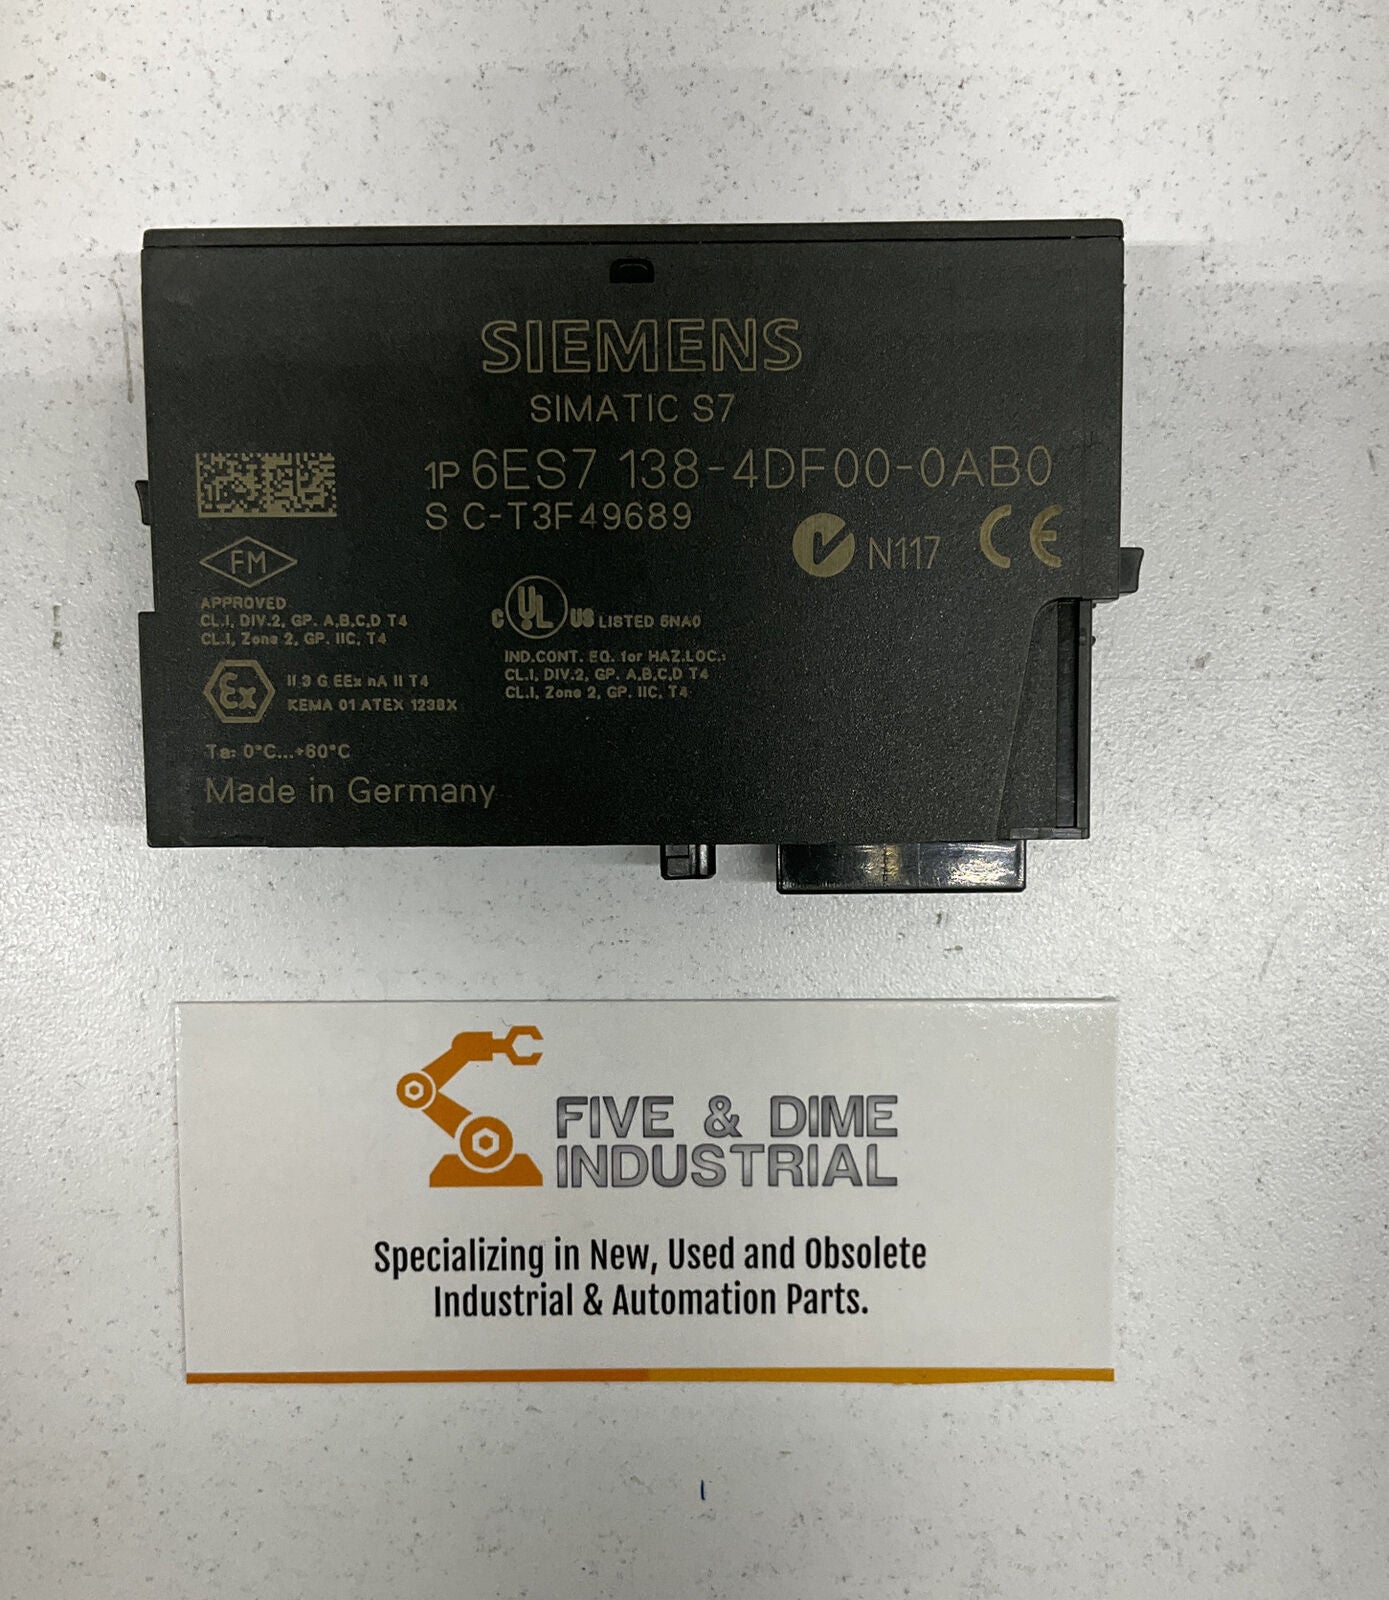 SIEMENS
SIMATIC S7
1P 6ES7 138-4DF00-0AB0
S C-T3F49689
N117 CE
FM
APPROVED
CL.I, DIV.2, GP. A,B,C,D T4
CL.I, Zone 2, GP. IIC, T4
C UL US LISTED 5NA0
IND.CONT. EQ. for HAZ.LOC.:
CL.I, DIV.2, GP. A,B,C,D T4
CL.I, Zone 2, GP. IIC, T4
Ex II 3 G EEx nA II T4
KEMA 01 ATEX 1238X
Ta: 0°C...+60°C
Made in Germany
FIVE & DIME
INDUSTRIAL
Specializing in New, Used and Obsolete
Industrial & Automation Parts.